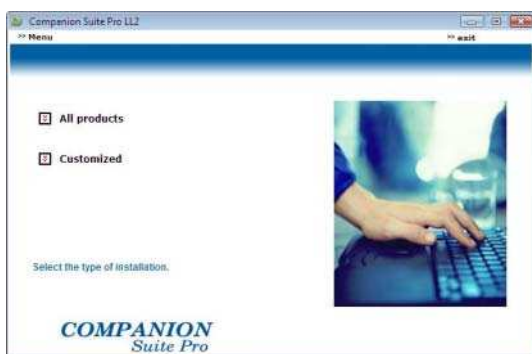 Companion Suite Pro LL2
Menu
exit
All products
Customized
Select the type of installation.
COMPANION
Suite Pro